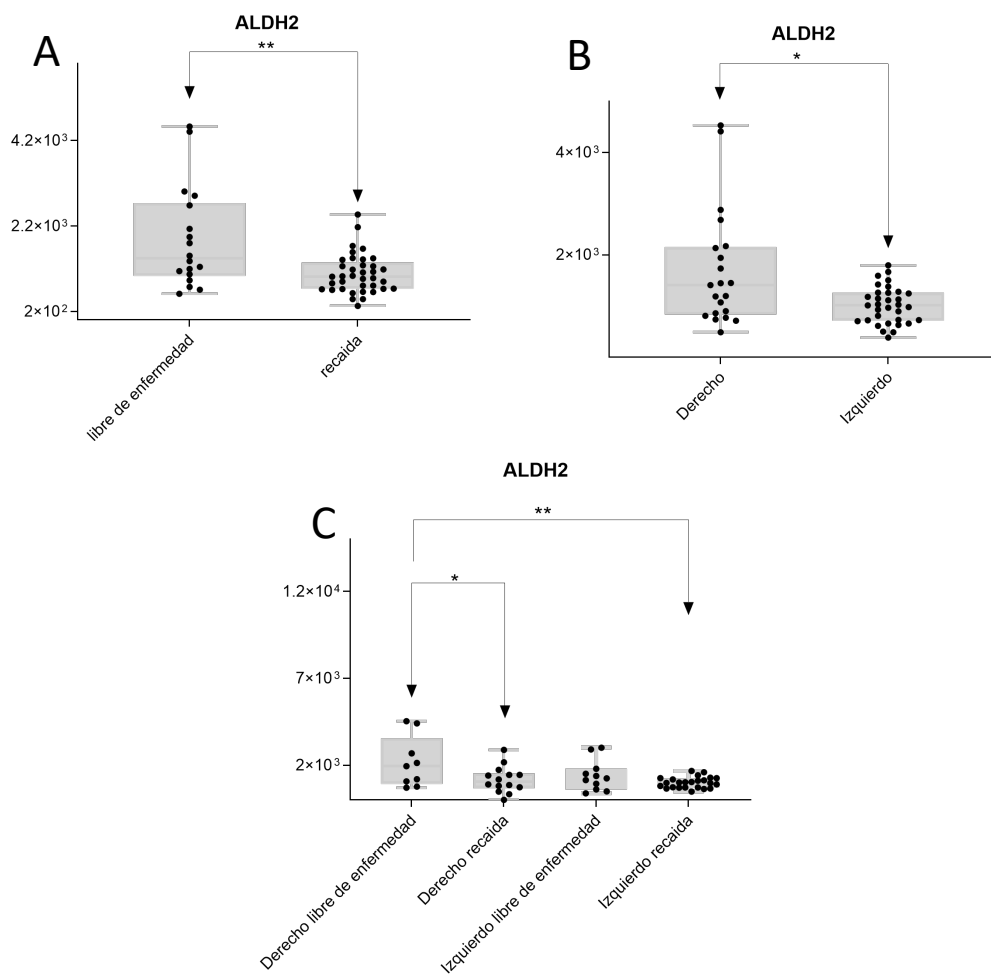 ALDH2
A
**
4.2×10³
2.2×10³
2×10²
libre de enfermedad
recaida
ALDH2
B
*
4×10³
2×10³
Derecho
Izquierdo
ALDH2
C
**
*
1.2×10⁴
7×10³
2×10³
Derecho libre de enfermedad
Derecho recaida
Izquierdo libre de enfermedad
Izquierdo recaida